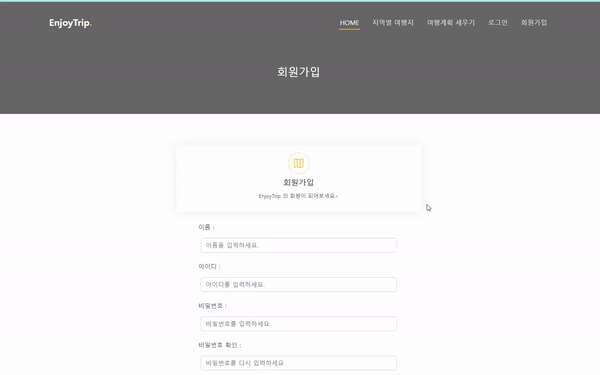 EnjoyTrip.
HOME 지역별 여행지 여행계획 세우기 로그인 회원가입
회원가입
회원가입
EnjoyTrip 의 회원이 되어보세요~
이름 :
이름을 입력하세요.
아이디 :
아이디를 입력하세요.
비밀번호 :
비밀번호를 입력하세요
비밀번호 확인 :
비밀번호를 다시 입력하세요